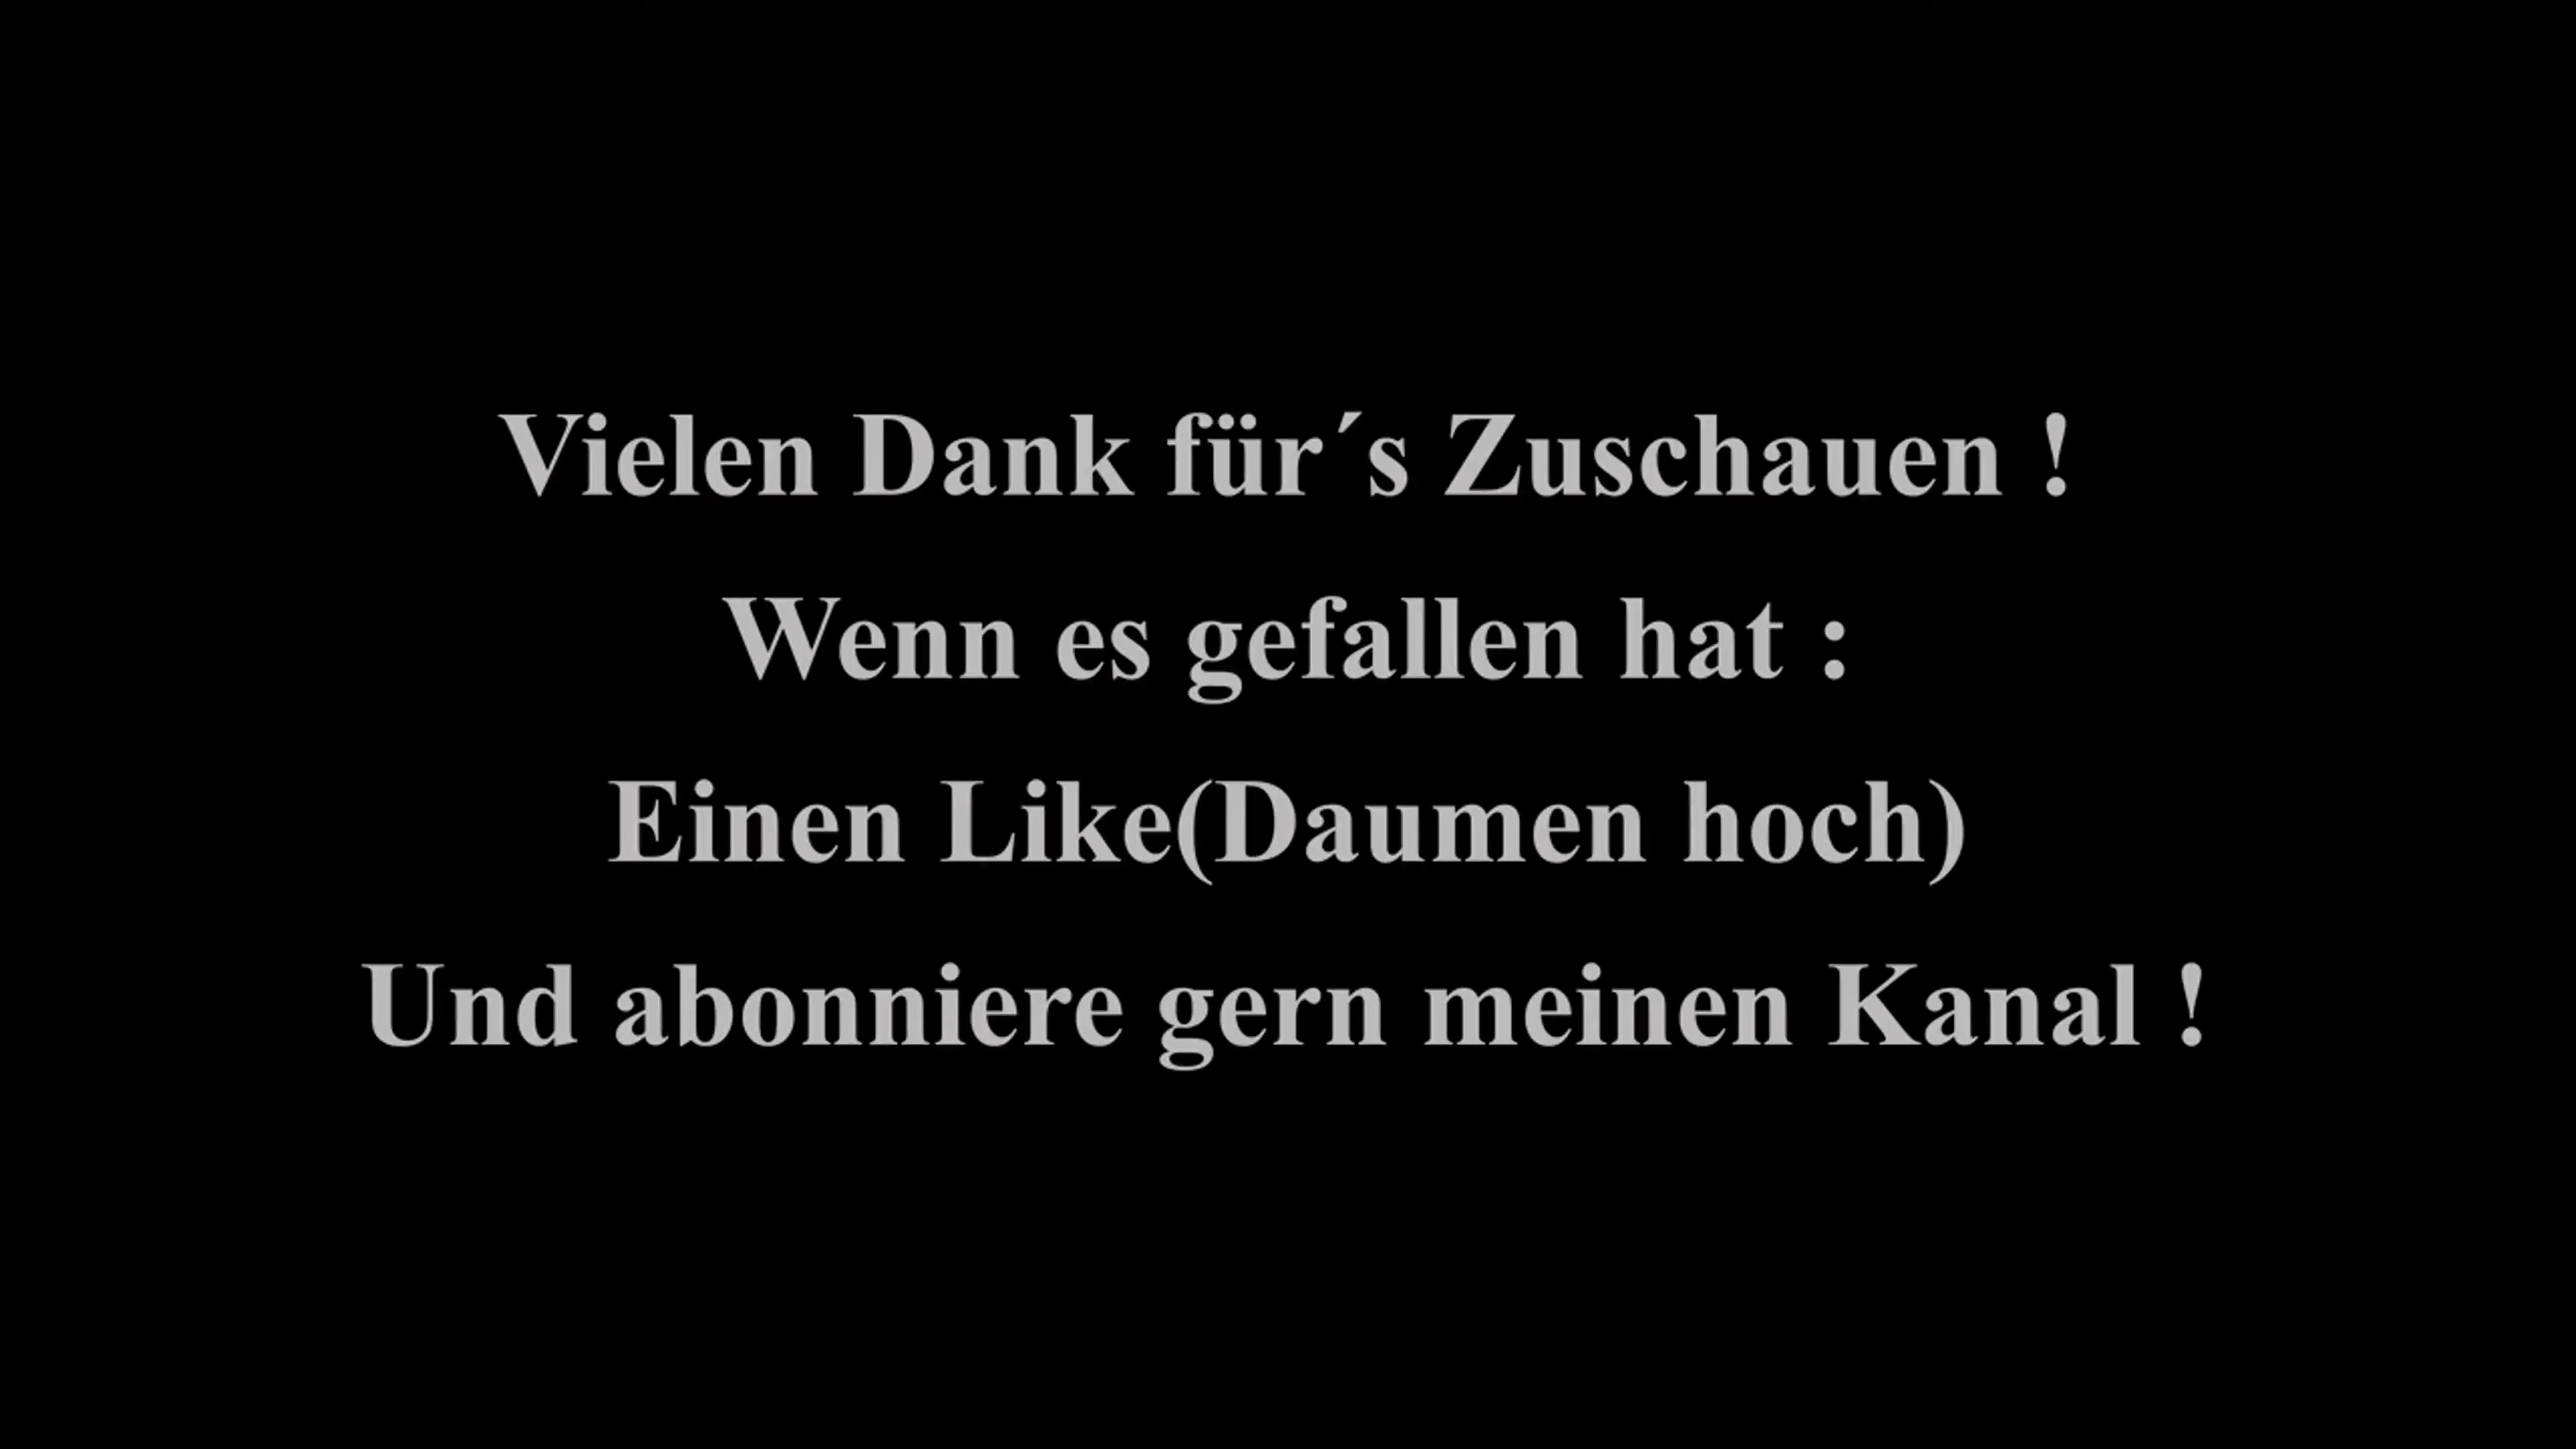 Vielen Dank für´s Zuschauen !
Wenn es gefallen hat :
Einen Like(Daumen hoch)
Und abonniere gern meinen Kanal !